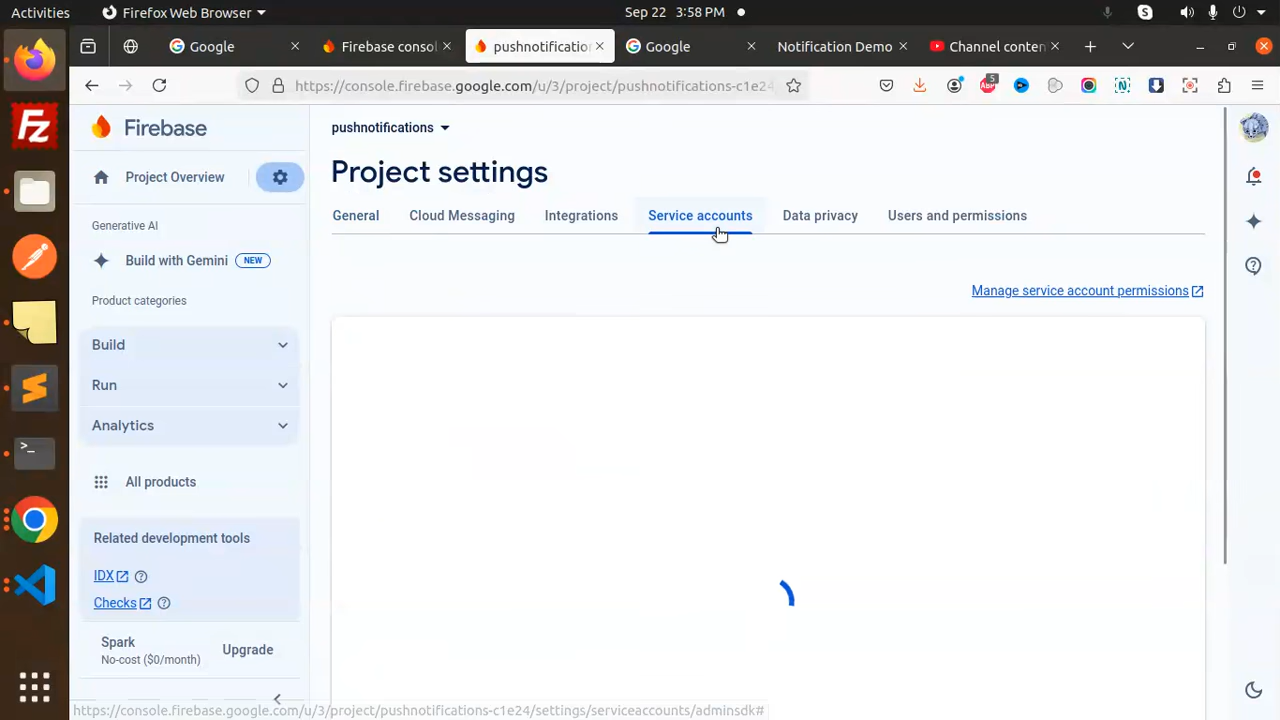 Activities
Firefox Web Browser
Sep 22 3:58 PM
Google
Firebase conso
pushnotificatio
Google
Notification Demo
Channel conten
https://console.firebase.google.com/u/3/project/pushnotifications-c1e24
5
Firebase
pushnotifications
Project Overview
Project settings
General
Cloud Messaging
Integrations
Service accounts
Data privacy
Users and permissions
Generative AI
Build with Gemini
NEW
Manage service account permissions
Product categories
Build
Run
Analytics
All products
Related development tools
IDX
Checks
Spark
No-cost ($0/month)
Upgrade
https://console.firebase.google.com/u/3/project/pushnotifications-c1e24/settings/serviceaccounts/adminsdk#